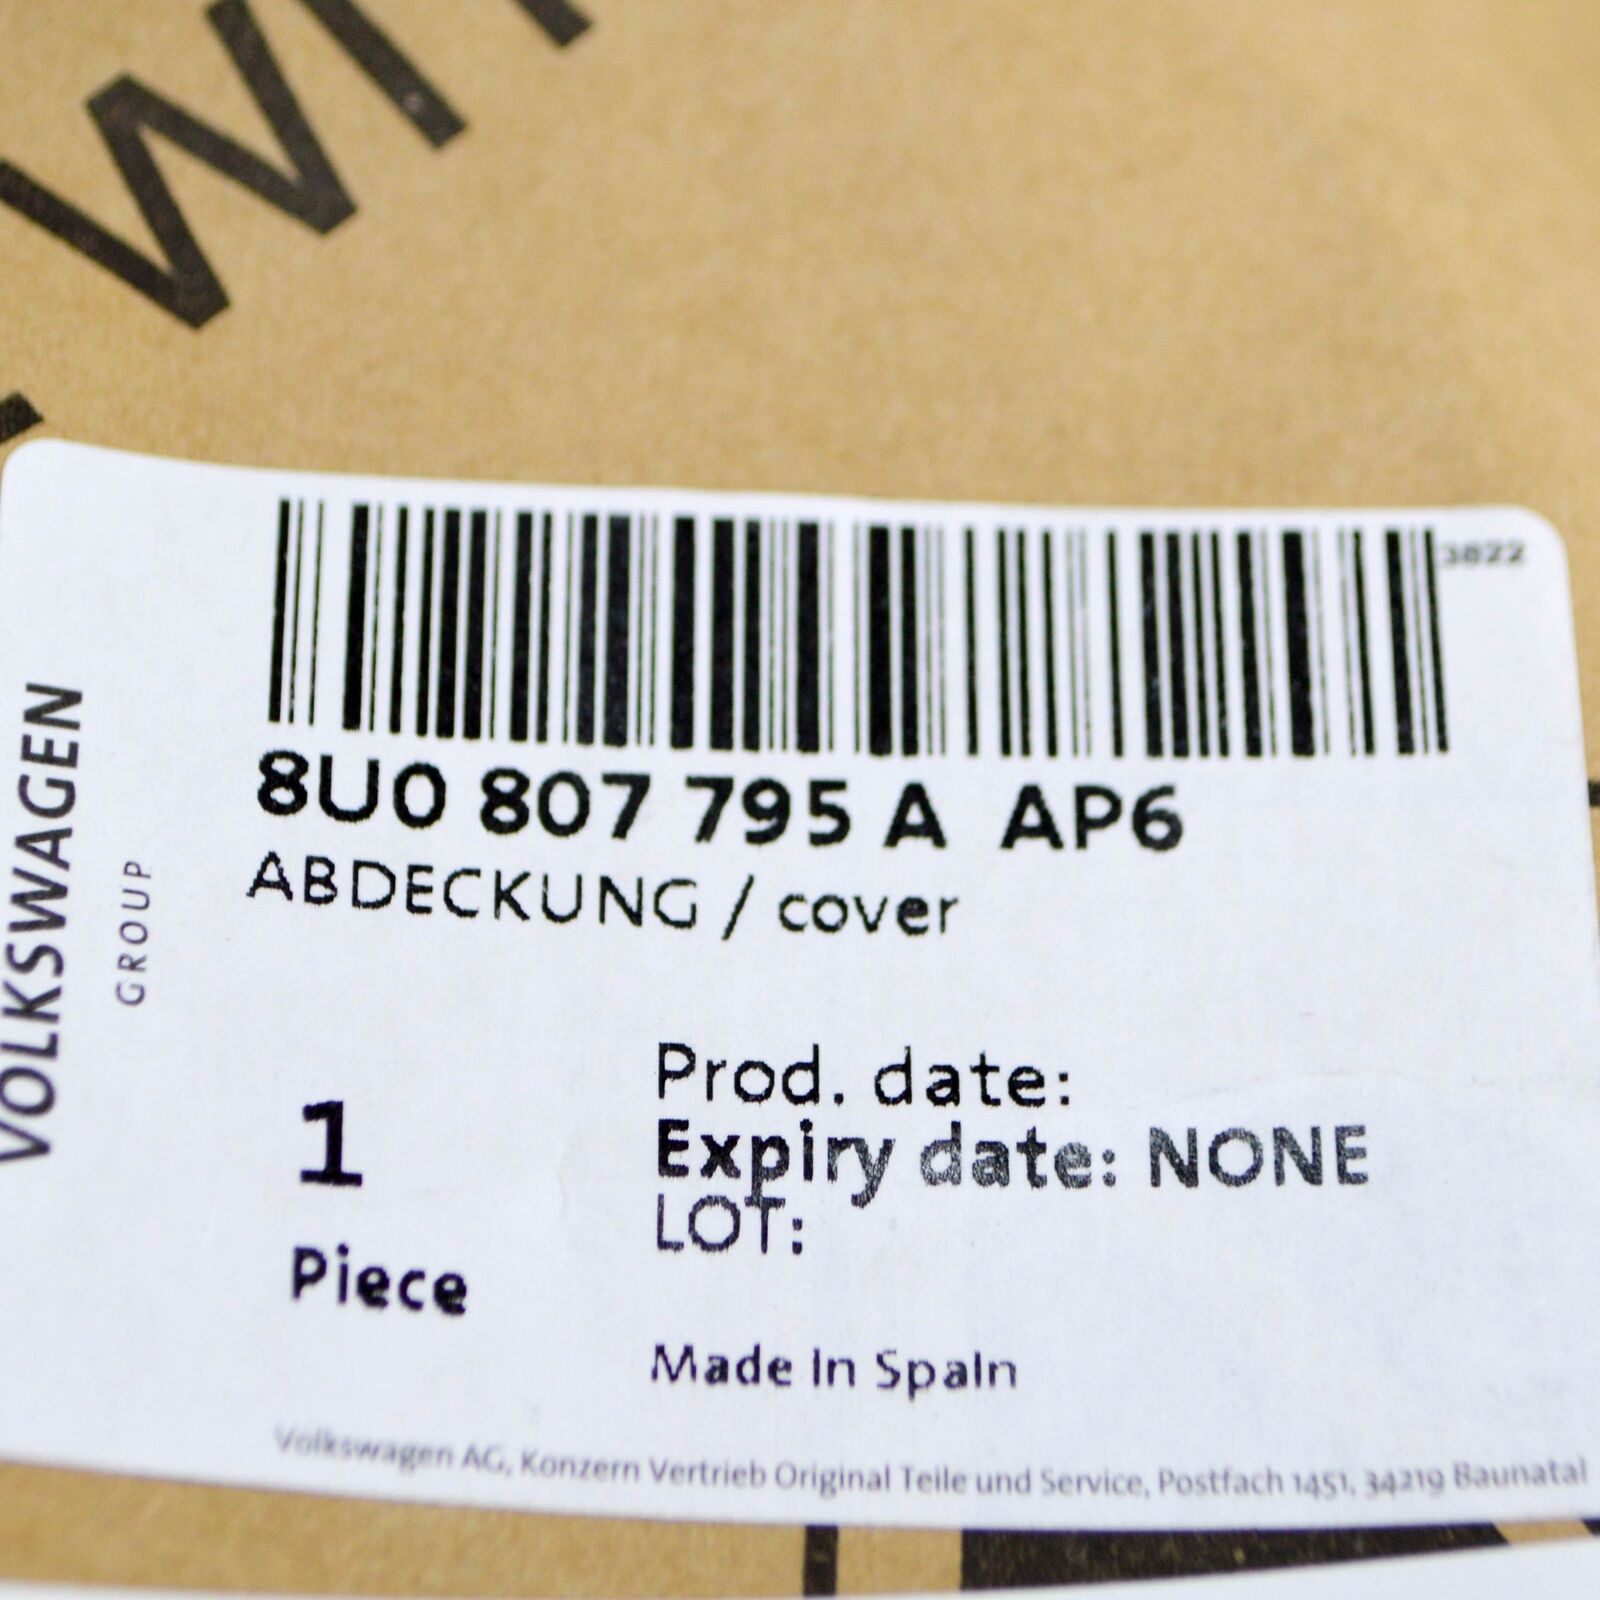 3822
8U0 807 795 A AP6
ABDECKUNG / cover
VOLKSWAGEN
GROUP
1
Piece
Prod. date:
Expiry date: NONE
LOT:
Made In Spain
Volkswagen AG, Konzern Vertrieb Original Teile und Service, Postfach 1451, 34219 Baunatal